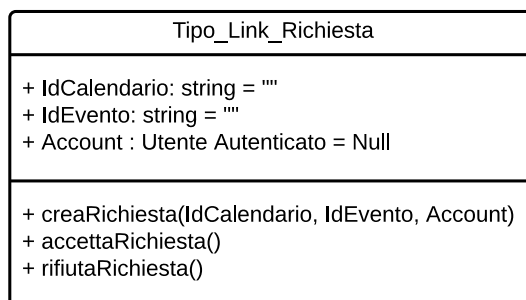 Tipo_Link_Richiesta
+ IdCalendario: string = ""
+ IdEvento: string = ""
+ Account : Utente Autenticato = Null
+ creaRichiesta(IdCalendario, IdEvento, Account)
+ accettaRichiesta()
+ rifiutaRichiesta()